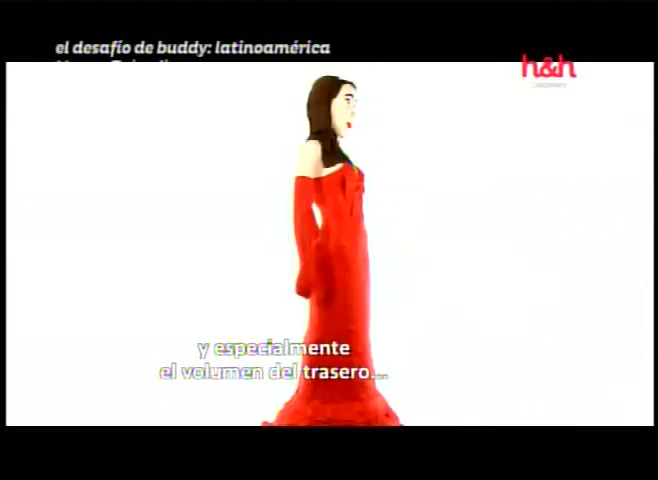 el desafío de buddy: latinoamérica
h&h
y especialmente
el volumen del trasero...